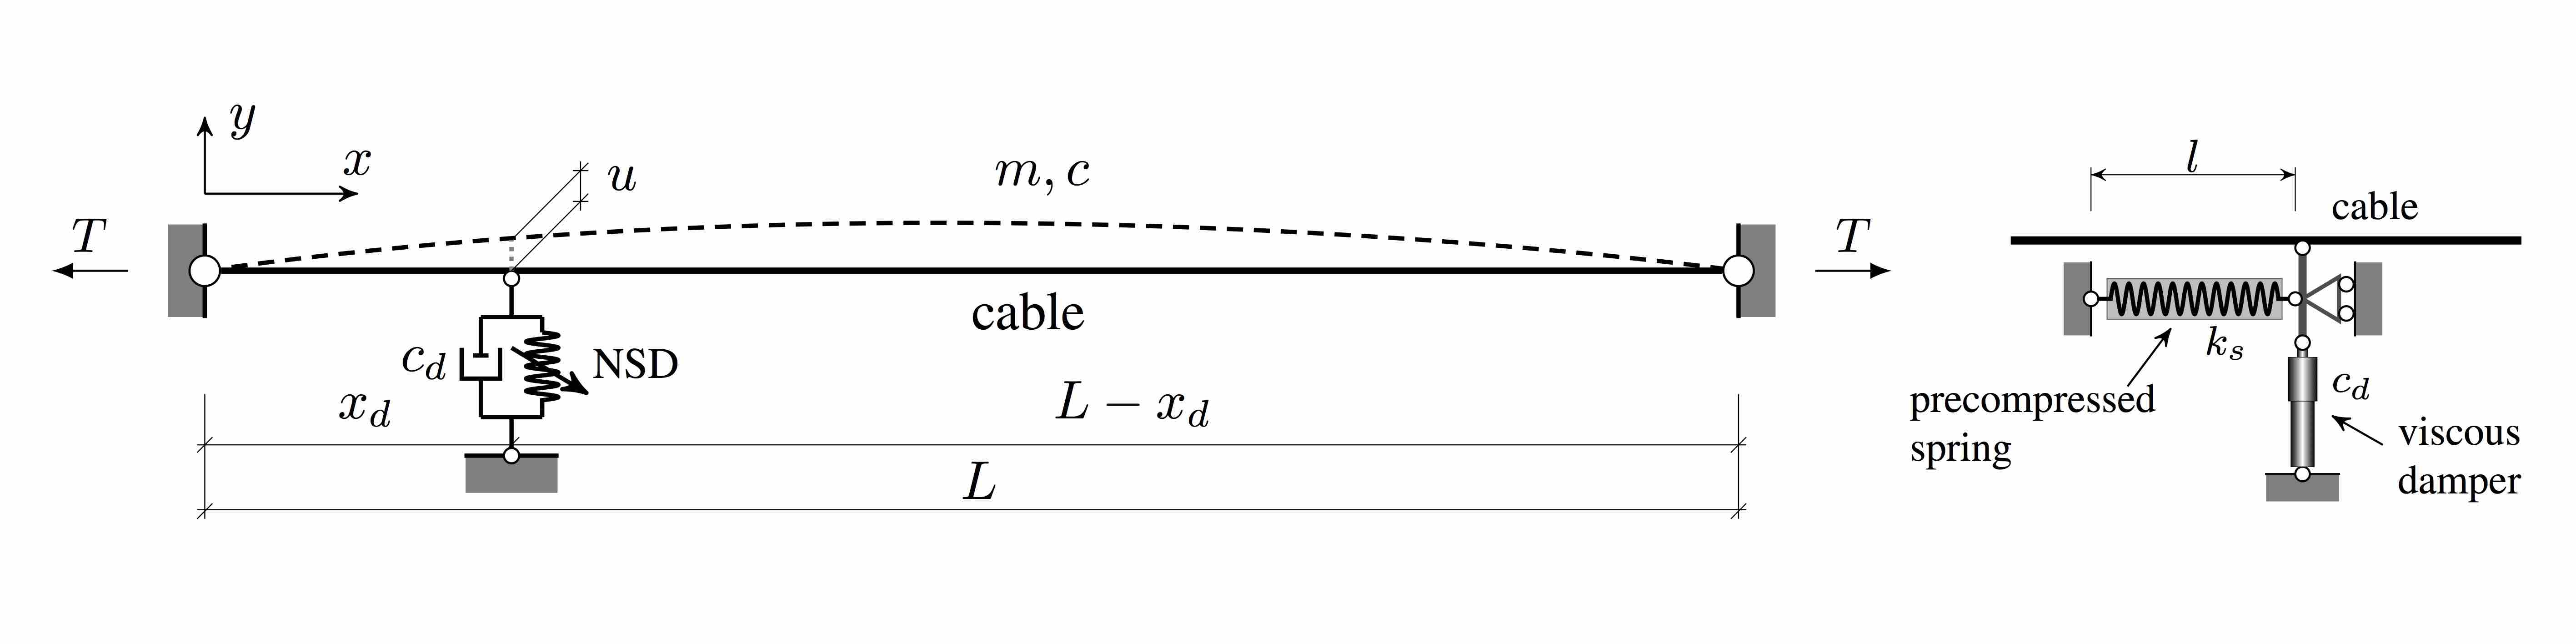 y
x
u
m, c
T
T
cable
c_d
NSD
x_d
L − x_d
L
l
cable
k_s
precompressed
spring
c_d
viscous
damper